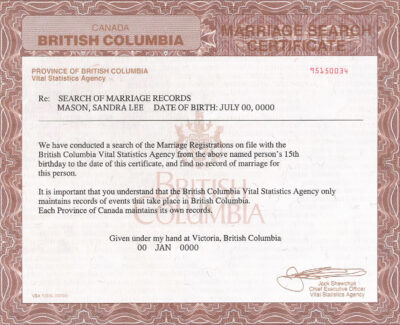 CANADA
BRITISH COLUMBIA
MARRIAGE SEARCH
CERTIFICATE
PROVINCE OF BRITISH COLUMBIA
Vital Statistics Agency
95150034
Re: SEARCH OF MARRIAGE RECORDS
MASON, SANDRA LEE DATE OF BIRTH: JULY 00, 0000
We have conducted a search of the Marriage Registrations on file with the
British Columbia Vital Statistics Agency from the above named person's 15th
birthday to the date of this certificate, and find no record of marriage for
this person.
It is important that you understand that the British Columbia Vital Statistics Agency only
maintains records of events that take place in British Columbia.
Each Province of Canada maintains its own records.
BRITISH
COLUMBIA
Given under my hand at Victoria, British Columbia
00 JAN 0000
Chief Executive Officer
Vital Statistics Agency